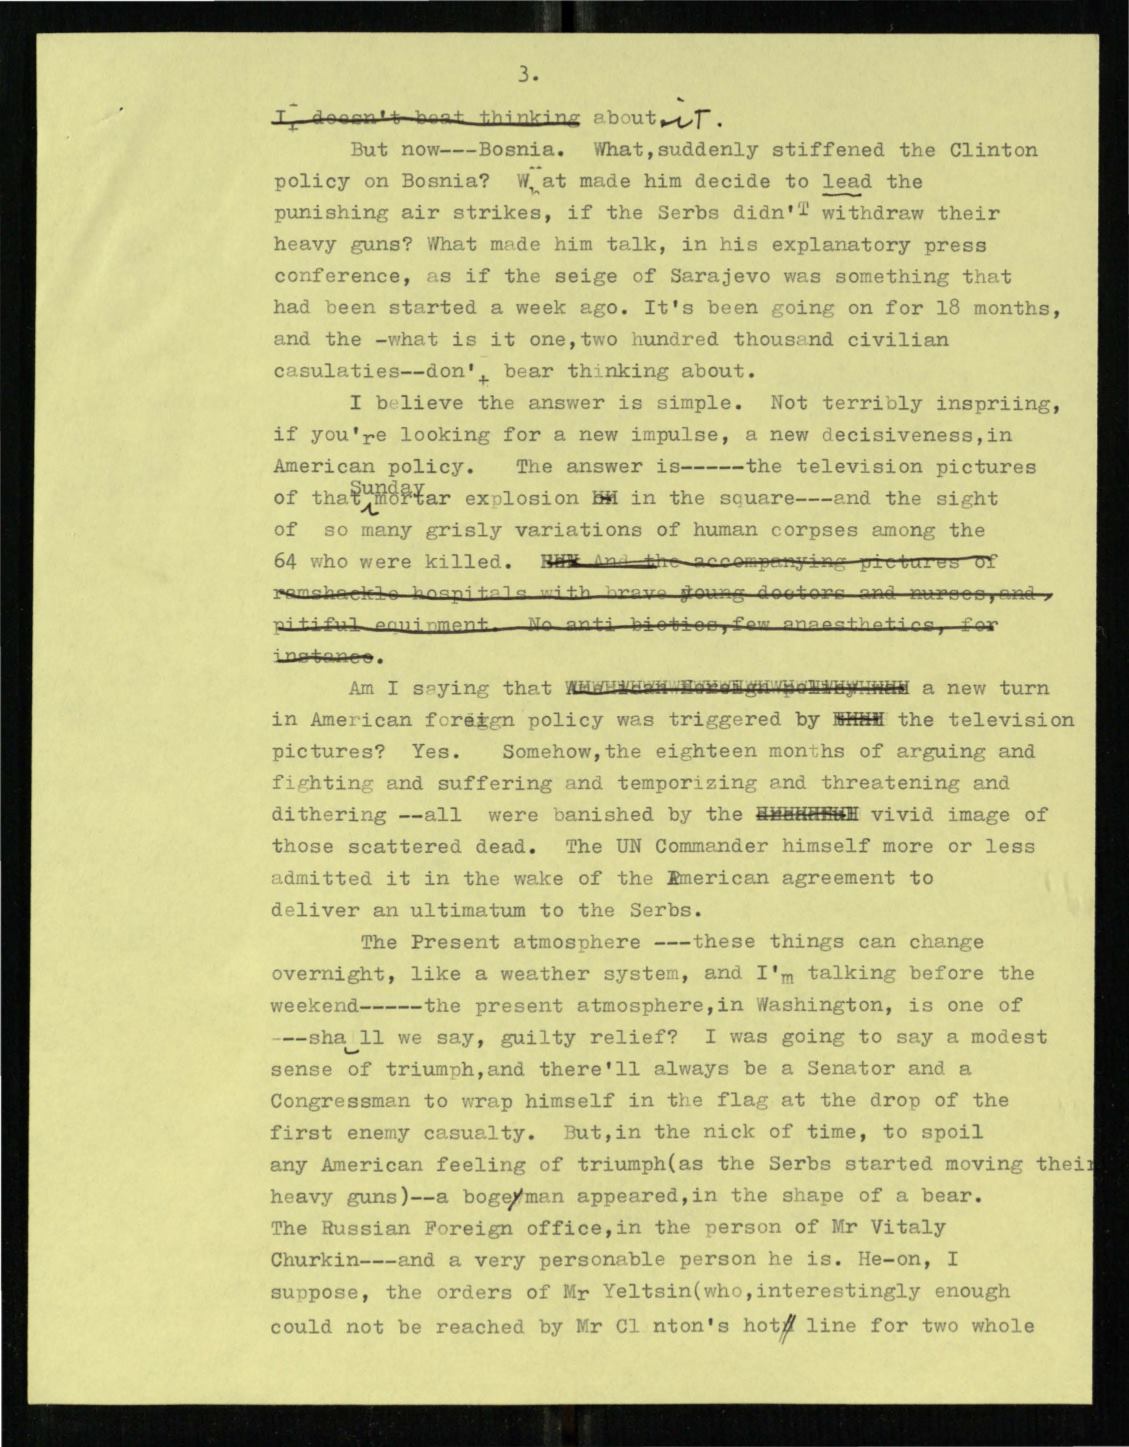 3.
It doesn't beat thinking about it.
But now---Bosnia. What,suddenly stiffened the Clinton
policy on Bosnia? W at made him decide to lead the
punishing air strikes, if the Serbs didn'T withdraw their
heavy guns? What made him talk, in his explanatory press
conference, as if the seige of Sarajevo was something that
had been started a week ago. It's been going on for 18 months,
and the -what is it one,two hundred thousand civilian
casulaties--don't bear thinking about.
I believe the answer is simple. Not terribly inspriing,
if you're looking for a new impulse, a new decisiveness,in
American policy. The answer is-----the television pictures
of that Sunday mortar explosion in the square---and the sight
of so many grisly variations of human corpses among the
64 who were killed. And the accompanying pictures of
ramshackle hospitals with brave young doctors and nurses,and,
pitiful equipment. No anti biotics,few anaesthetics, for
instance.
Am I saying that a new turn
in American foreign policy was triggered by the television
pictures? Yes. Somehow,the eighteen months of arguing and
fighting and suffering and temporizing and threatening and
dithering --all were banished by the vivid image of
those scattered dead. The UN Commander himself more or less
admitted it in the wake of the American agreement to
deliver an ultimatum to the Serbs.
The Present atmosphere ---these things can change
overnight, like a weather system, and I'm talking before the
weekend-----the present atmosphere,in Washington, is one of
---sha ll we say, guilty relief? I was going to say a modest
sense of triumph,and there'll always be a Senator and a
Congressman to wrap himself in the flag at the drop of the
first enemy casualty. But,in the nick of time, to spoil
any American feeling of triumph(as the Serbs started moving their
heavy guns)--a bogeyman appeared,in the shape of a bear.
The Russian Foreign office,in the person of Mr Vitaly
Churkin---and a very personable person he is. He-on, I
suppose, the orders of Mr Yeltsin(who,interestingly enough
could not be reached by Mr Cl nton's hot line for two whole